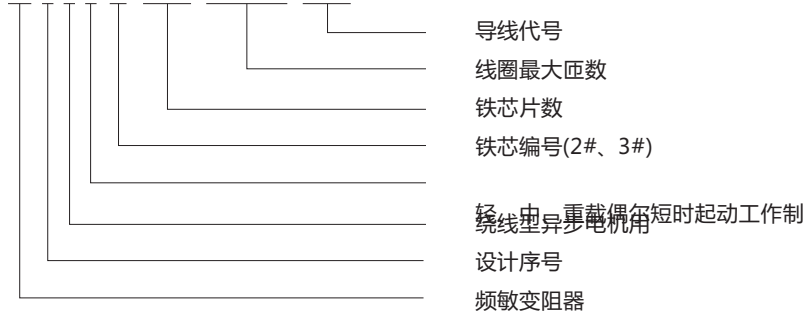 导线代号
线圈最大匝数
铁芯片数
铁芯编号(2#、3#)
轻、中、重载偶尔短时起动工作制
绕线型异步电机用
设计序号
频敏变阻器